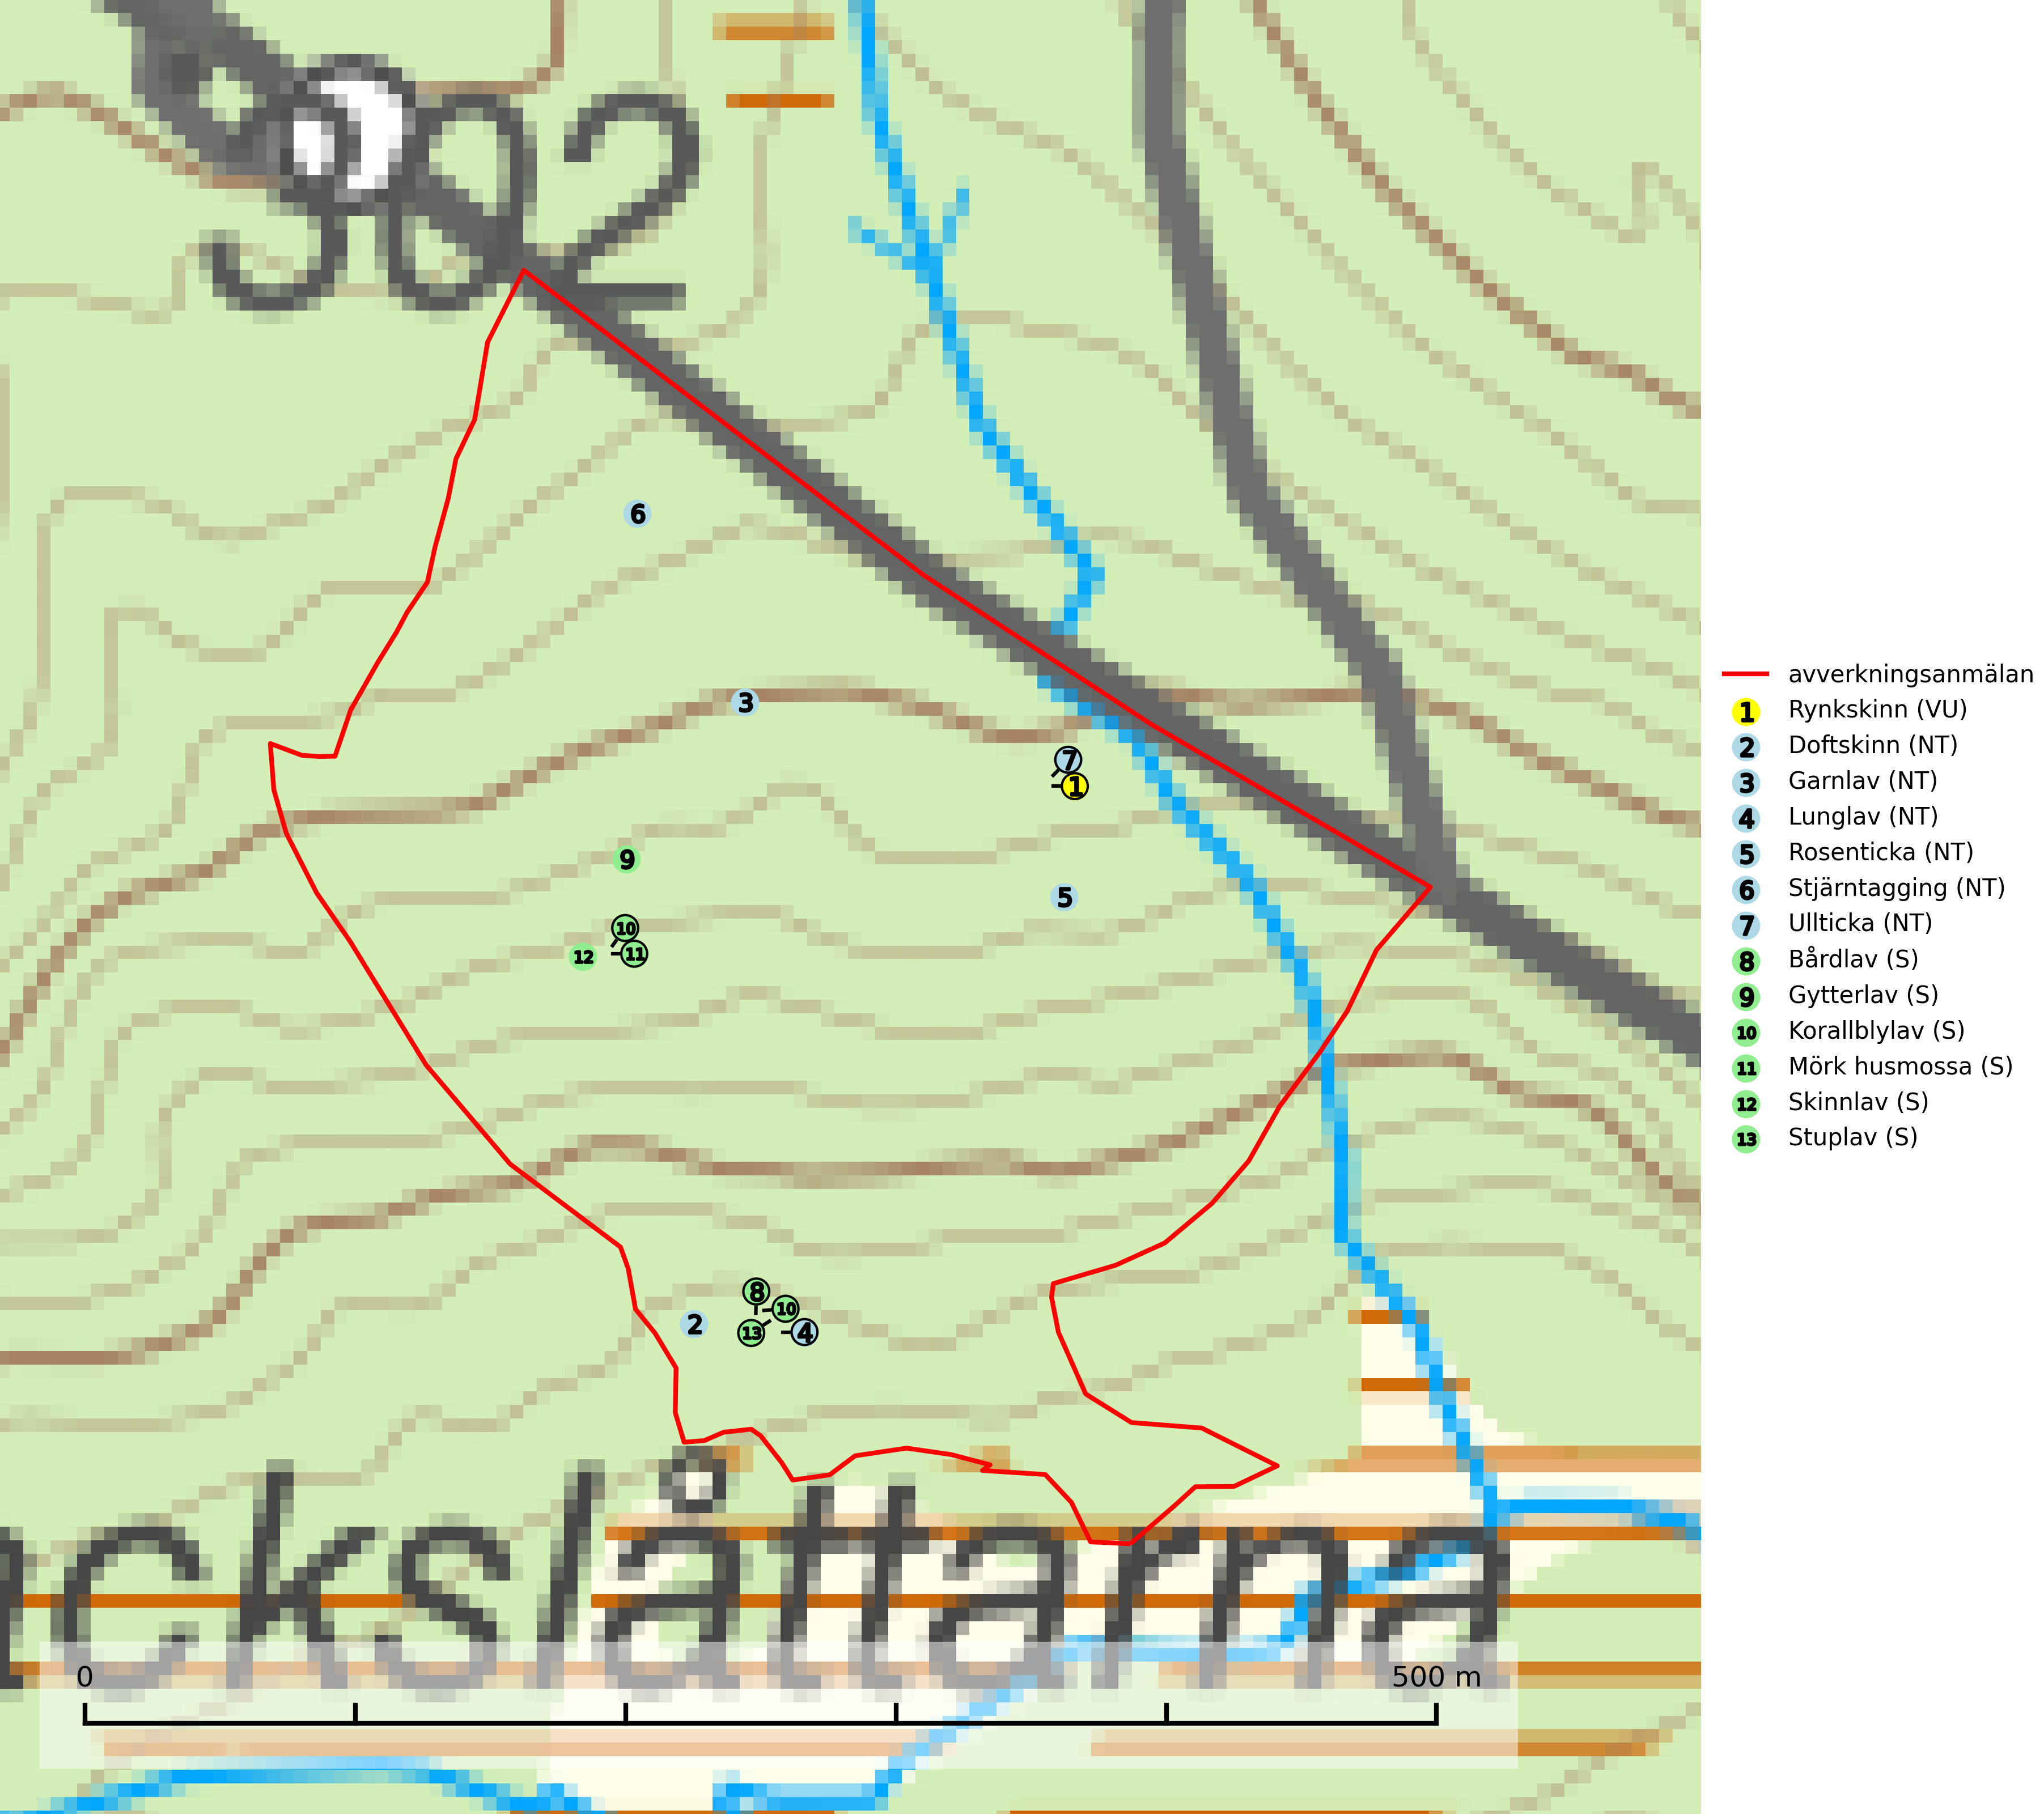 982
6
3
7
1
9
5
10
12
11
8
10
2
13
4
ckslåttarna
0
500 m
avverkningsanmälan
1 Rynkskinn (VU)
2 Doftskinn (NT)
3 Garnlav (NT)
4 Lunglav (NT)
5 Rosenticka (NT)
6 Stjärntagging (NT)
7 Ullticka (NT)
8 Bårdlav (S)
9 Gytterlav (S)
10 Korallblylav (S)
11 Mörk husmossa (S)
12 Skinnlav (S)
13 Stuplav (S)